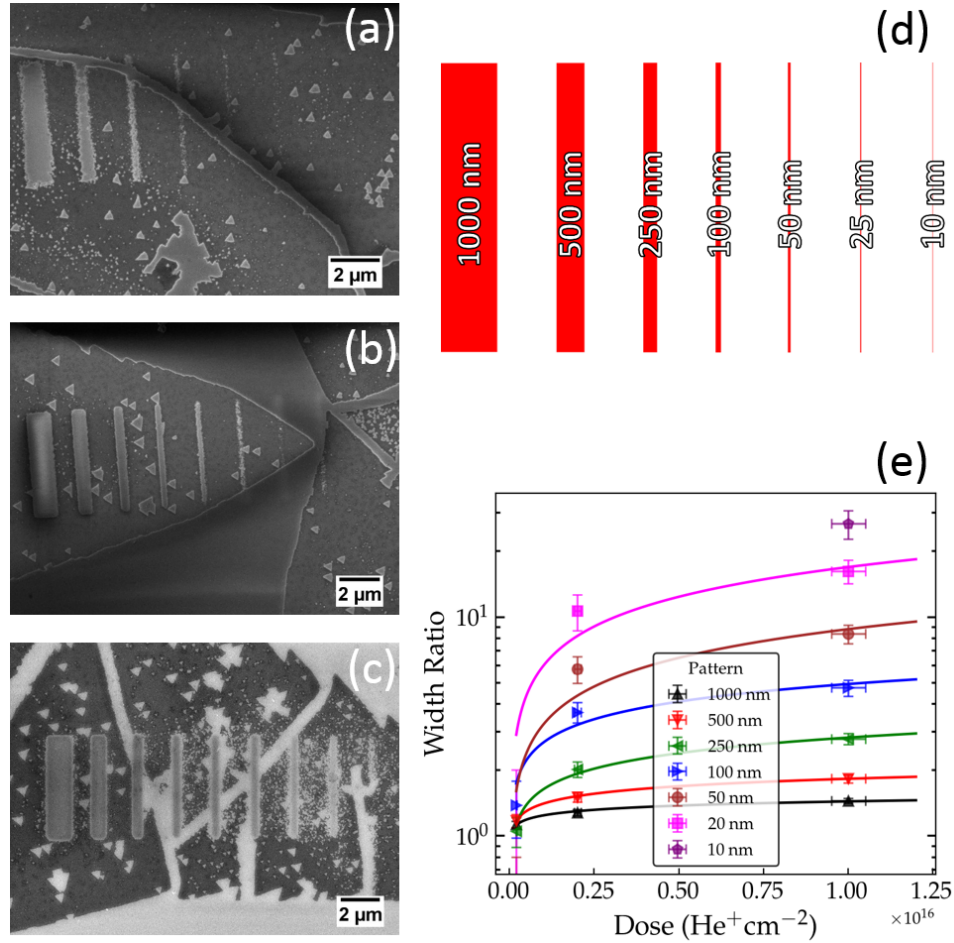 (a)
2 μm
(b)
2 μm
(c)
2 μm
(d)
1000 nm
500 nm
250 nm
100 nm
50 nm
25 nm
10 nm
(e)
Width Ratio
10¹
10⁰
Pattern
1000 nm
500 nm
250 nm
100 nm
50 nm
20 nm
10 nm
0.00 0.25 0.50 0.75 1.00 1.25
×10¹⁶
Dose (He⁺cm⁻²)